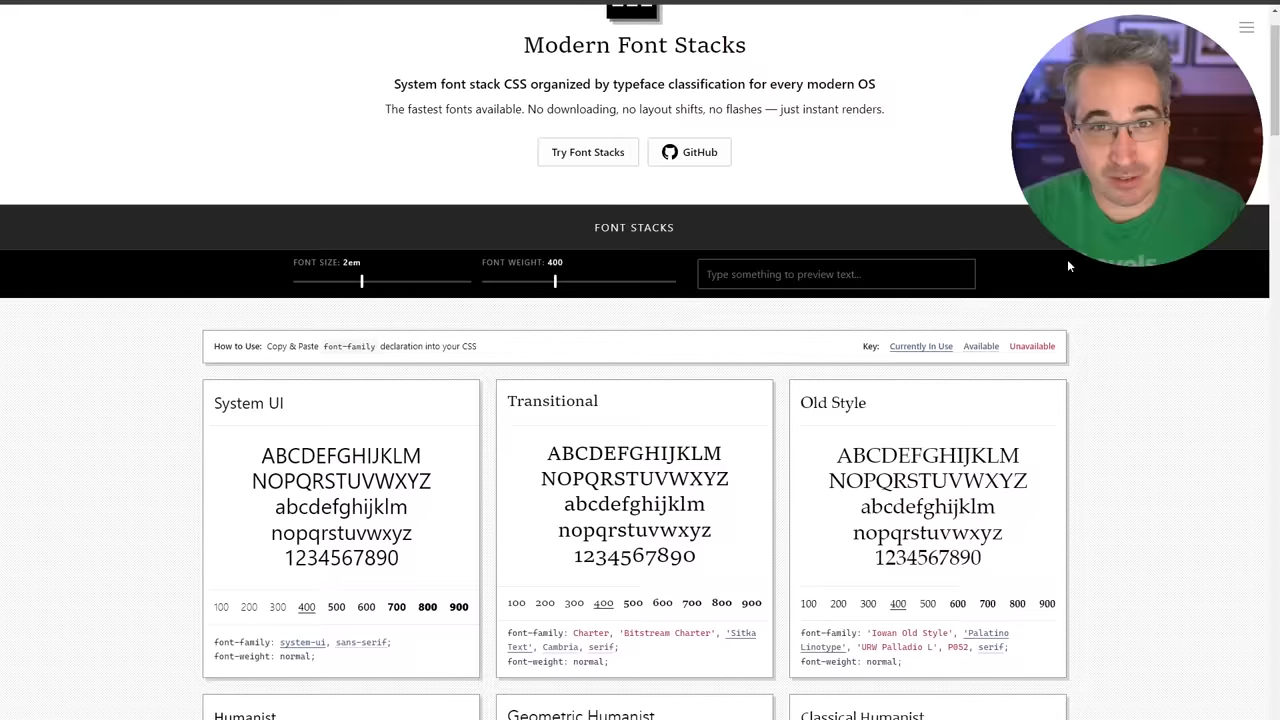 Modern Font Stacks
System font stack CSS organized by typeface classification for every modern OS
The fastest fonts available. No downloading, no layout shifts, no flashes — just instant renders.
Try Font Stacks
GitHub
FONT STACKS
FONT SIZE: 2em
FONT WEIGHT: 400
Type something to preview text...
How to Use: Copy & Paste font-family declaration into your CSS
Key: Currently In Use Available Unavailable
System UI
ABCDEFGHIJKLM
NOPQRSTUVWXYZ
abcdefghijklm
nopqrstuvwxyz
1234567890
100 200 300 400 500 600 700 800 900
font-family: system-ui, sans-serif;
font-weight: normal;
Transitional
ABCDEFGHIJKLM
NOPQRSTUVWXYZ
abcdefghijklm
nopqrstuvwxyz
1234567890
100 200 300 400 500 600 700 800 900
font-family: Charter, 'Bitstream Charter', 'Sitka
Text', Cambria, serif;
font-weight: normal;
Old Style
ABCDEFGHIJKLM
NOPQRSTUVWXYZ
abcdefghijklm
nopqrstuvwxyz
1234567890
100 200 300 400 500 600 700 800 900
font-family: 'Iowan Old Style', 'Palatino
Linotype', 'URW Palladio L', P052, serif;
font-weight: normal;
Humanist
Geometric Humanist
Classical Humanist